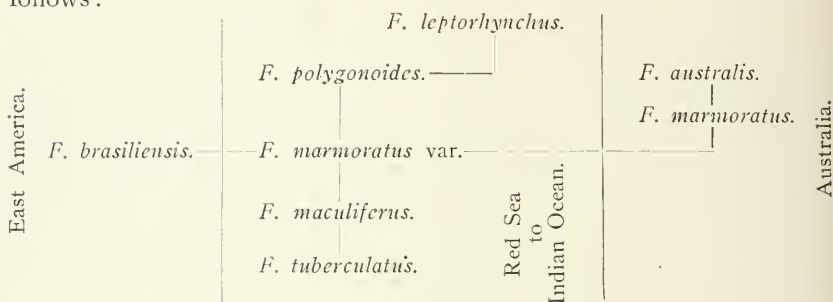 follows:
F. leptorhynchus.
F. polygonoides.
F. australis.
F. marmoratus.
East America.
F. brasiliensis.
F. marmoratus var.
Australia.
F. maculiferus.
Red Sea
to
Indian Ocean.
F. tuberculatus.